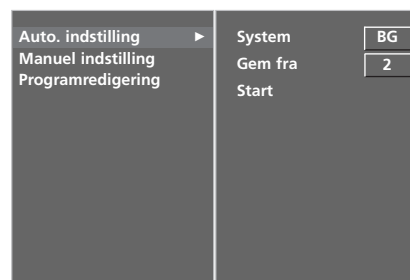 Auto. indstilling ►
Manuel indstilling
Programredigering
System BG
Gem fra 2
Start